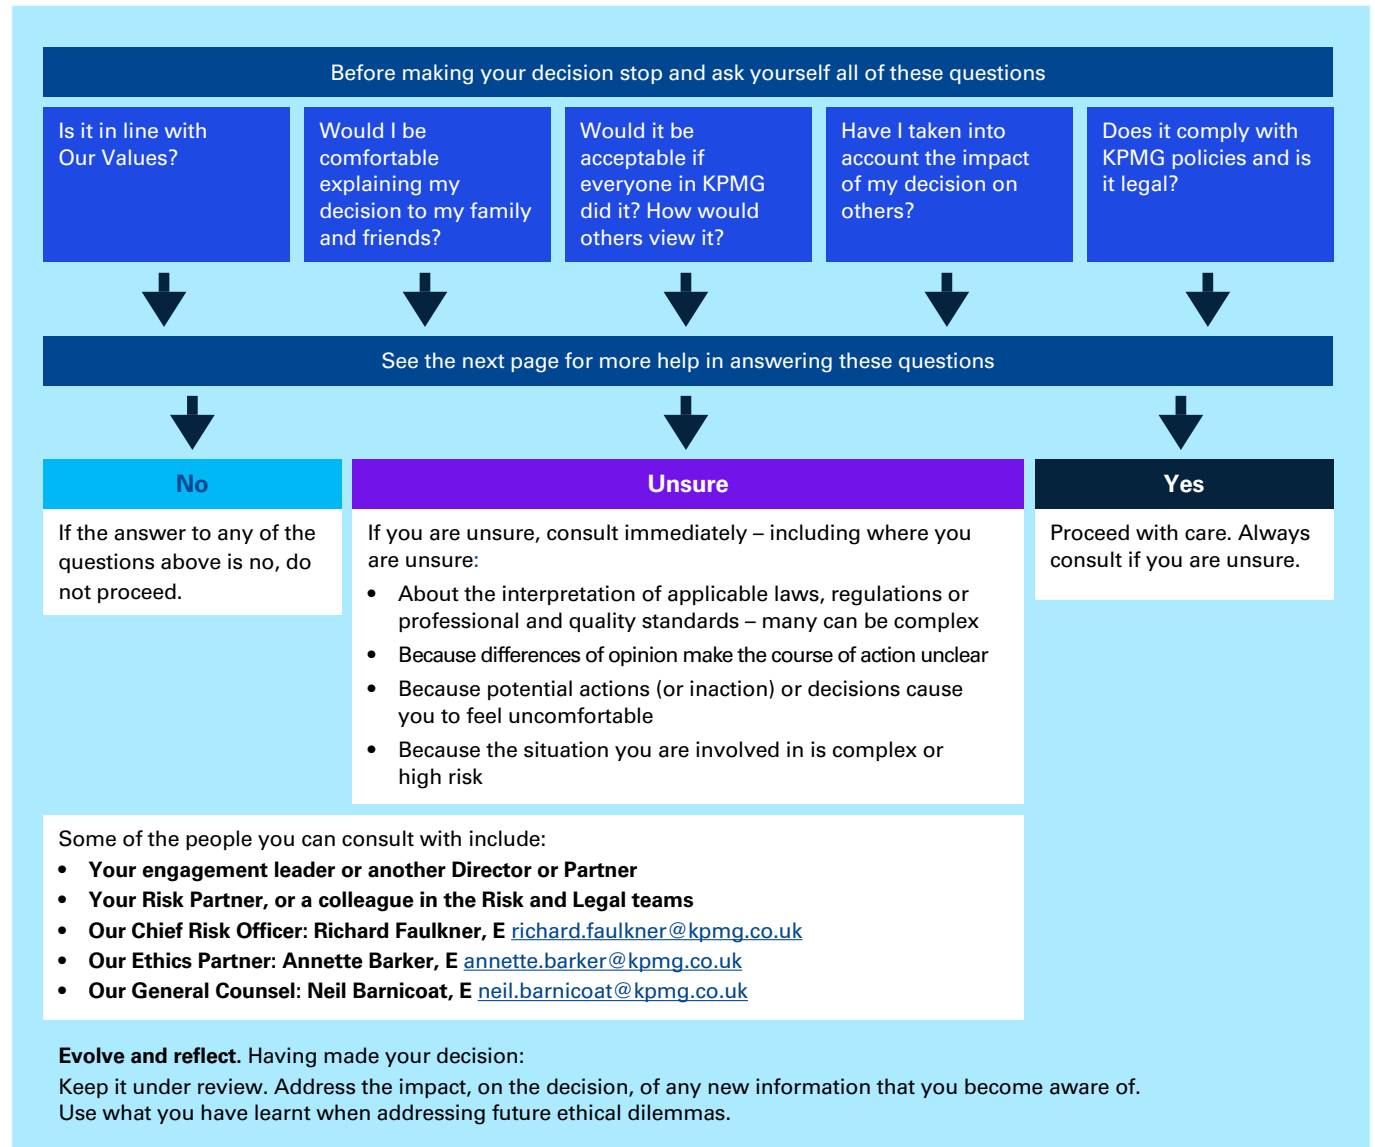 Before making your decision stop and ask yourself all of these questions
Is it in line with
Our Values?
Would I be
comfortable
explaining my
decision to my family
and friends?
Would it be
acceptable if
everyone in KPMG
did it? How would
others view it?
Have I taken into
account the impact
of my decision on
others?
Does it comply with
KPMG policies and is
it legal?
See the next page for more help in answering these questions
No
If the answer to any of the
questions above is no, do
not proceed.
Unsure
If you are unsure, consult immediately – including where you
are unsure:
• About the interpretation of applicable laws, regulations or
professional and quality standards – many can be complex
• Because differences of opinion make the course of action unclear
• Because potential actions (or inaction) or decisions cause
you to feel uncomfortable
• Because the situation you are involved in is complex or
high risk
Yes
Proceed with care. Always
consult if you are unsure.
Some of the people you can consult with include:
• Your engagement leader or another Director or Partner
• Your Risk Partner, or a colleague in the Risk and Legal teams
• Our Chief Risk Officer: Richard Faulkner, E richard.faulkner@kpmg.co.uk
• Our Ethics Partner: Annette Barker, E annette.barker@kpmg.co.uk
• Our General Counsel: Neil Barnicoat, E neil.barnicoat@kpmg.co.uk
Evolve and reflect. Having made your decision:
Keep it under review. Address the impact, on the decision, of any new information that you become aware of.
Use what you have learnt when addressing future ethical dilemmas.